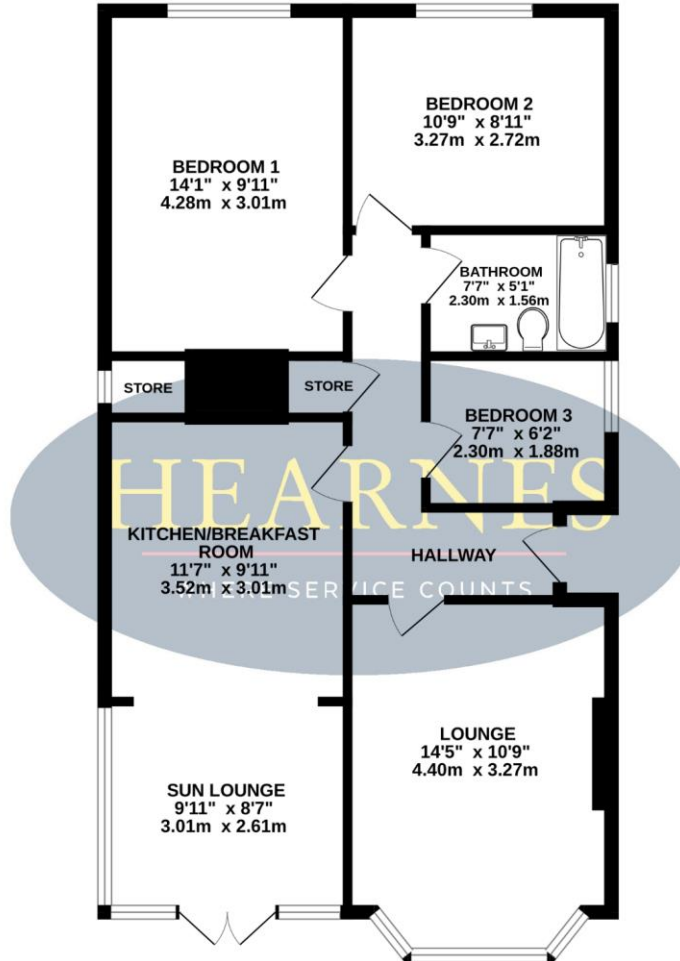 BEDROOM 1
14'1" x 9'11"
4.28m x 3.01m
BEDROOM 2
10'9" x 8'11"
3.27m x 2.72m
BATHROOM
7'7" x 5'1"
2.30m x 1.56m
STORE
STORE
BEDROOM 3
7'7" x 6'2"
2.30m x 1.88m
HEARNES
KITCHEN/BREAKFAST
ROOM
11'7" x 9'11"
3.52m x 3.01m
HALLWAY
WHERE SERVICE COUNTS
LOUNGE
14'5" x 10'9"
4.40m x 3.27m
SUN LOUNGE
9'11" x 8'7"
3.01m x 2.61m